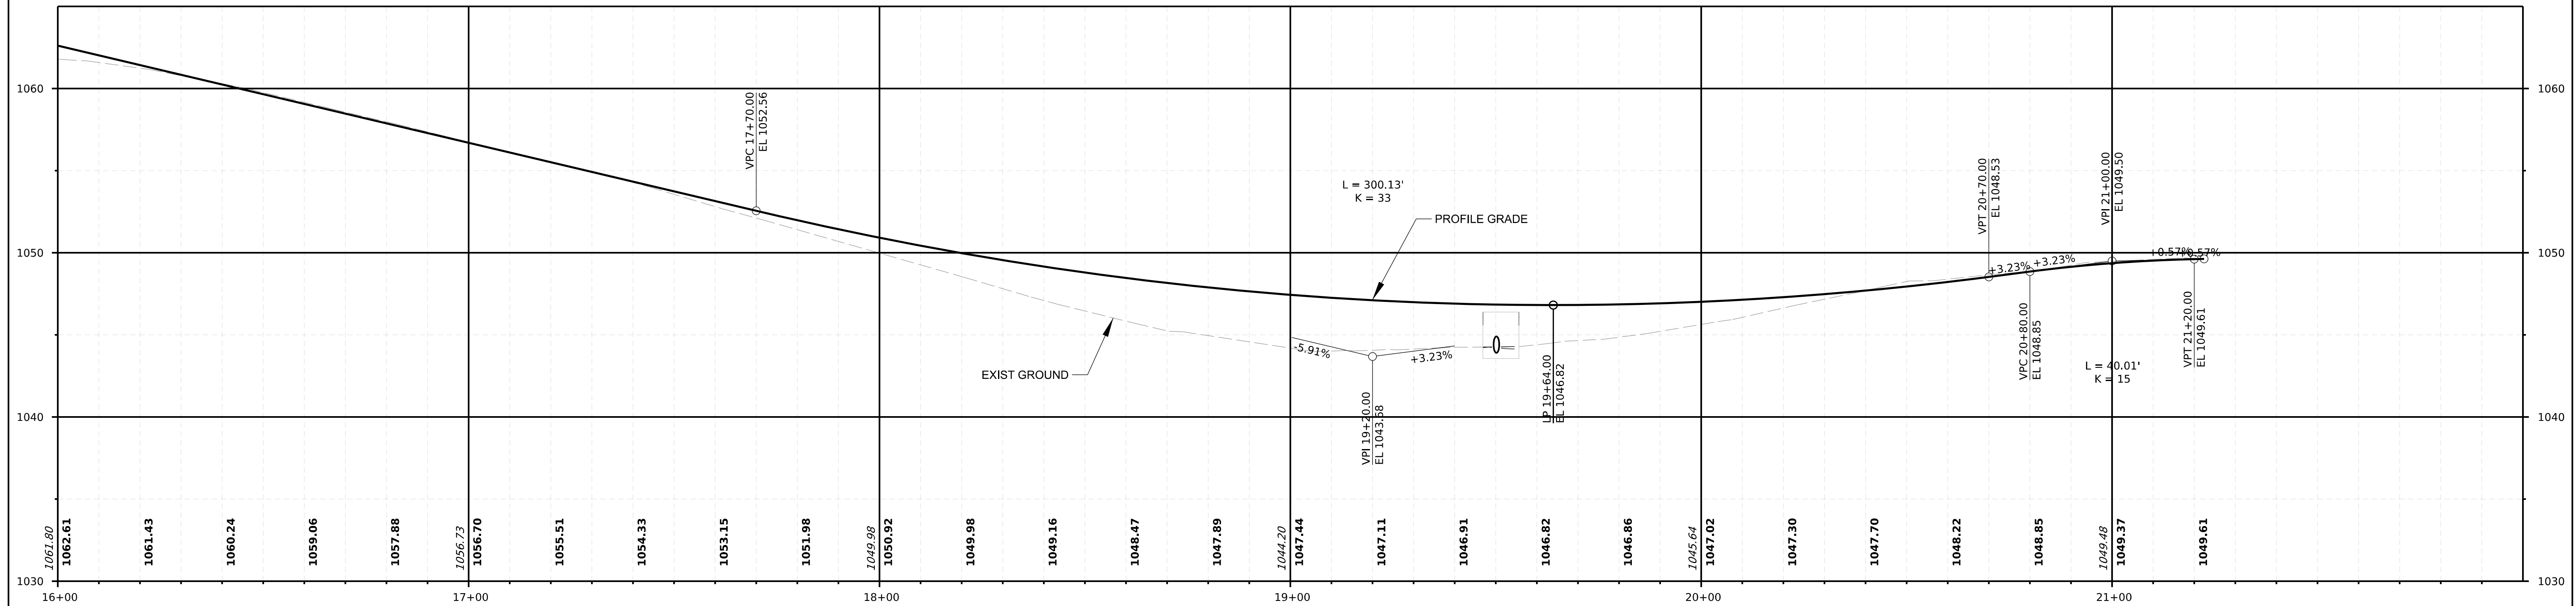 1060
1060
1050
1050
1040
1040
1030
1030
VPC 17+70.00
EL 1052.56
L = 300.13'
K = 33
PROFILE GRADE
EXIST GROUND
-5.91%
+3.23%
VPI 19+20.00
EL 1043.68
LP 19+64.00
EL 1046.82
VPT 20+70.00
EL 1048.53
+3.23%
+3.23%
VPC 20+80.00
EL 1048.85
VPI 21+00.00
EL 1049.50
L = 40.01'
K = 15
+0.57%
+0.57%
VPT 21+20.00
EL 1049.61
1061.80
1062.61
1061.43
1060.24
1059.06
1057.88
1056.73
1056.70
1055.51
1054.33
1053.15
1051.98
1049.98
1050.92
1049.98
1049.16
1048.47
1047.89
1044.20
1047.44
1047.11
1046.91
1046.82
1046.86
1045.64
1047.02
1047.30
1047.70
1048.22
1048.85
1049.48
1049.37
1049.61
16+00
17+00
18+00
19+00
20+00
21+00